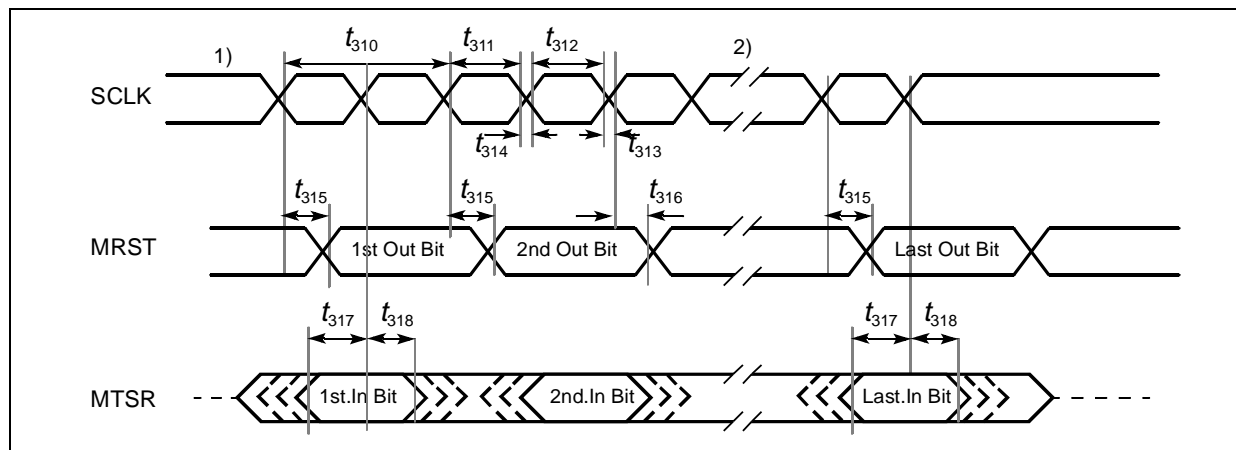 1) t310 t311 t312 2)
SCLK
t314 t313
t315 t315 t316 t315
MRST 1st Out Bit 2nd Out Bit Last Out Bit
t317 t318 t317 t318
MTSR 1st.In Bit 2nd.In Bit Last.In Bit